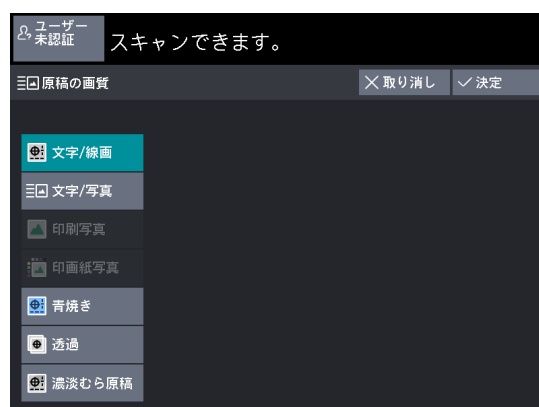 ユーザー
未認証
スキャンできます。
原稿の画質
取り消し
決定
文字/線画
文字/写真
印刷写真
印画紙写真
青焼き
透過
濃淡むら原稿